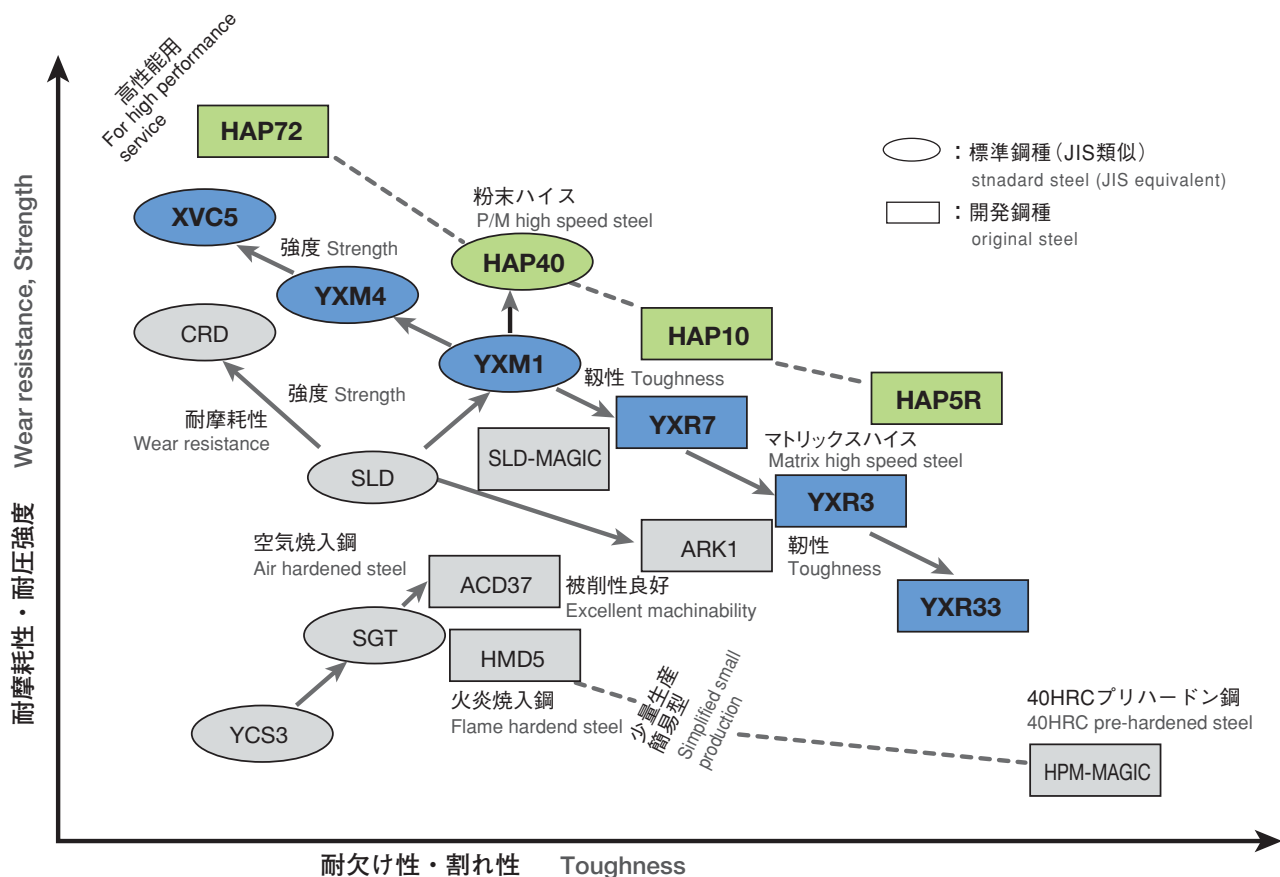 高性能用
For high performance
service
HAP72
：標準鋼種（JIS類似）
stnadard steel (JIS equivalent)
：開発鋼種
original steel
粉末ハイス
P/M high speed steel
XVC5
強度 Strength
HAP40
YXM4
CRD
HAP10
YXM1
靱性 Toughness
強度 Strength
耐摩耗性
Wear resistance
HAP5R
YXR7
マトリックスハイス
Matrix high speed steel
SLD-MAGIC
SLD
YXR3
空気焼入鋼
Air hardened steel
ARK1
靭性
Toughness
ACD37
被削性良好
Excellent machinability
YXR33
SGT
HMD5
火炎焼入鋼
Flame hardend steel
少量生産
簡易型
Simplified small
production
40HRCプリハードン鋼
40HRC pre-hardened steel
YCS3
HPM-MAGIC
耐摩耗性・耐圧強度 Wear resistance, Strength
耐欠け性・割れ性 Toughness